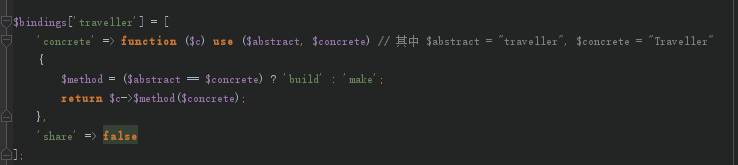 $bindings['traveller'] = [
    'concrete' => function ($c) use ($abstract, $concrete) // 其中 $abstract = "traveller", $concrete = "Traveller"
    {
        $method = ($abstract == $concrete) ? 'build' : 'make';
        return $c->$method($concrete);
    },
    'share' => false
];